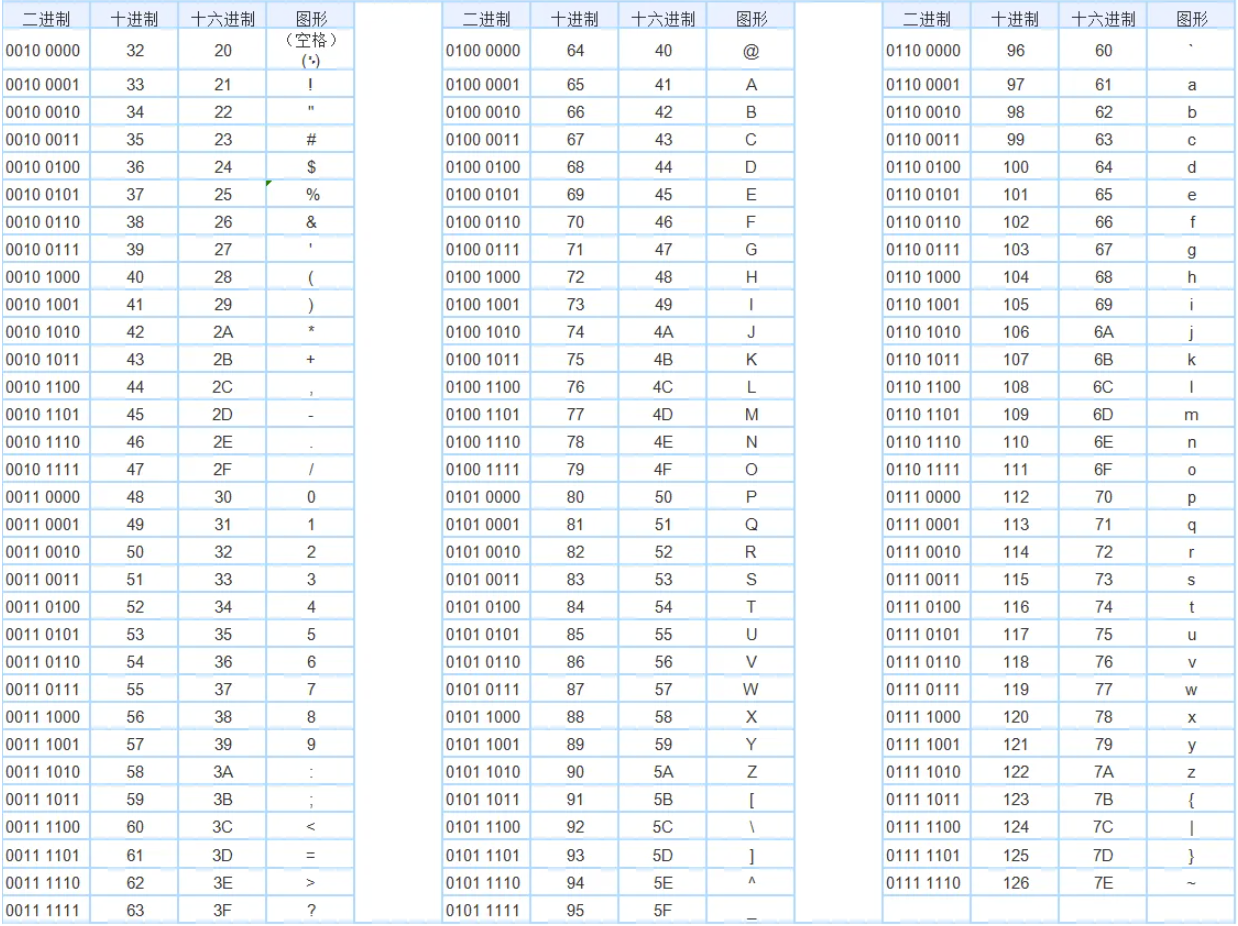 二进制 十进制 十六进制 图形 二进制 十进制 十六进制 图形 二进制 十进制 十六进制 图形
0010 0000 32 20 （空格） 0100 0000 64 40 @ 0110 0000 96 60 `
0010 0001 33 21 ! 0100 0001 65 41 A 0110 0001 97 61 a
0010 0010 34 22 " 0100 0010 66 42 B 0110 0010 98 62 b
0010 0011 35 23 # 0100 0011 67 43 C 0110 0011 99 63 c
0010 0100 36 24 $ 0100 0100 68 44 D 0110 0100 100 64 d
0010 0101 37 25 % 0100 0101 69 45 E 0110 0101 101 65 e
0010 0110 38 26 & 0100 0110 70 46 F 0110 0110 102 66 f
0010 0111 39 27 ' 0100 0111 71 47 G 0110 0111 103 67 g
0010 1000 40 28 ( 0100 1000 72 48 H 0110 1000 104 68 h
0010 1001 41 29 ) 0100 1001 73 49 I 0110 1001 105 69 i
0010 1010 42 2A * 0100 1010 74 4A J 0110 1010 106 6A j
0010 1011 43 2B + 0100 1011 75 4B K 0110 1011 107 6B k
0010 1100 44 2C , 0100 1100 76 4C L 0110 1100 108 6C l
0010 1101 45 2D - 0100 1101 77 4D M 0110 1101 109 6D m
0010 1110 46 2E . 0100 1110 78 4E N 0110 1110 110 6E n
0010 1111 47 2F / 0100 1111 79 4F O 0110 1111 111 6F o
0011 0000 48 30 0 0101 0000 80 50 P 0111 0000 112 70 p
0011 0001 49 31 1 0101 0001 81 51 Q 0111 0001 113 71 q
0011 0010 50 32 2 0101 0010 82 52 R 0111 0010 114 72 r
0011 0011 51 33 3 0101 0011 83 53 S 0111 0011 115 73 s
0011 0100 52 34 4 0101 0100 84 54 T 0111 0100 116 74 t
0011 0101 53 35 5 0101 0101 85 55 U 0111 0101 117 75 u
0011 0110 54 36 6 0101 0110 86 56 V 0111 0110 118 76 v
0011 0111 55 37 7 0101 0111 87 57 W 0111 0111 119 77 w
0011 1000 56 38 8 0101 1000 88 58 X 0111 1000 120 78 x
0011 1001 57 39 9 0101 1001 89 59 Y 0111 1001 121 79 y
0011 1010 58 3A : 0101 1010 90 5A Z 0111 1010 122 7A z
0011 1011 59 3B ; 0101 1011 91 5B [ 0111 1011 123 7B {
0011 1100 60 3C < 0101 1100 92 5C \ 0111 1100 124 7C |
0011 1101 61 3D = 0101 1101 93 5D ] 0111 1101 125 7D }
0011 1110 62 3E > 0101 1110 94 5E ^ 0111 1110 126 7E ~
0011 1111 63 3F ? 0101 1111 95 5F _